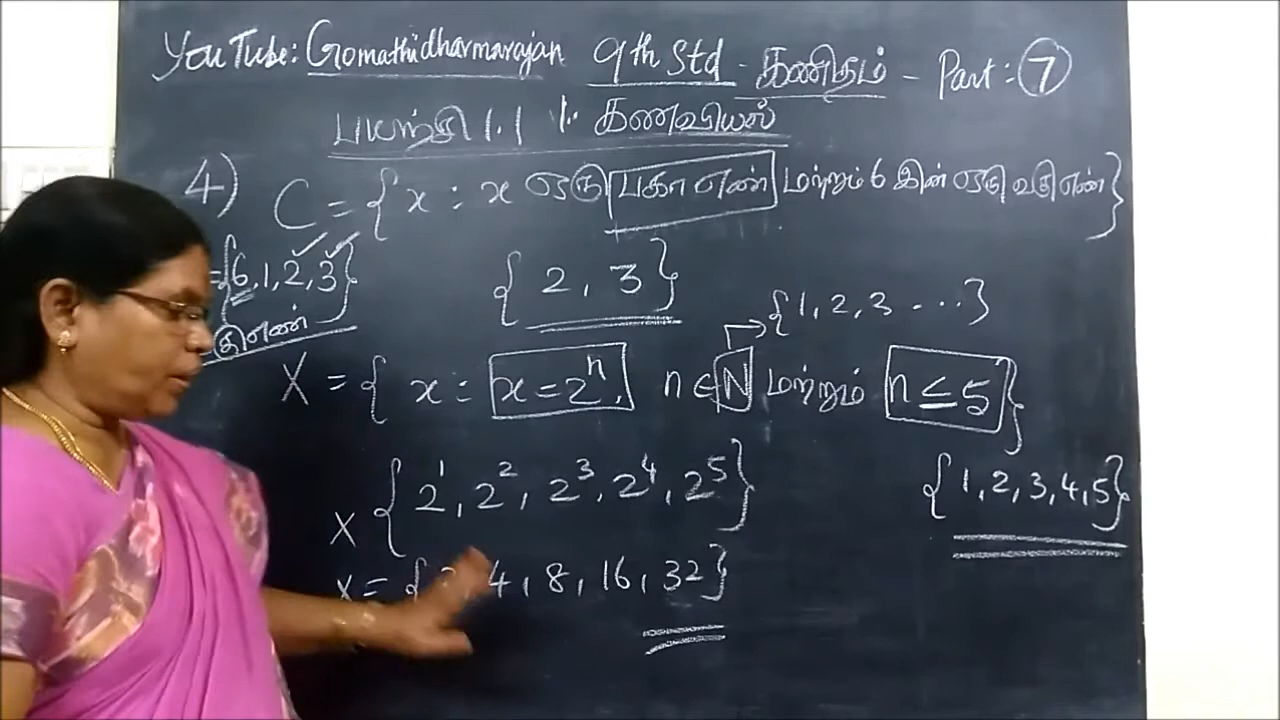 YouTube: Gomathidharmarajan 9th Std - கணிதம் - Part: 7
பயிற்சி 1.1 1. கணவியல்
4) C = { x : x ஒரு பகா எண் மற்றும் 6 இன் ஒரு வகு எண் }
= {6, 1, 2, 3} { 2, 3 }
{1, 2, 3 ...}
X = { x : x = 2ⁿ, n ∈ N மற்றும் n ≤ 5 }
X { 2¹, 2², 2³, 2⁴, 2⁵ } { 1, 2, 3, 4, 5 }
X = { 4, 8, 16, 32 }